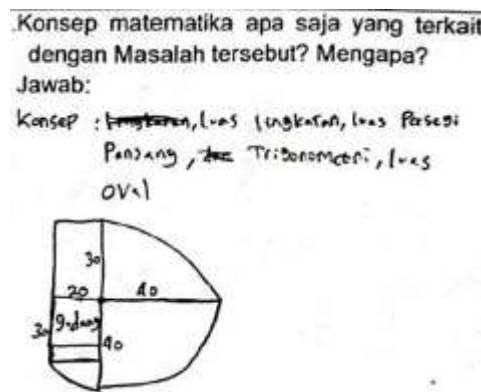 .Konsep matematika apa saja yang terkait
dengan Masalah tersebut? Mengapa?
Jawab:
Konsep : Lingkaran, Luas lingkaran, luas Persegi
Panjang, Trigonometri, luas
oval
30
20 40
30 gudang
40